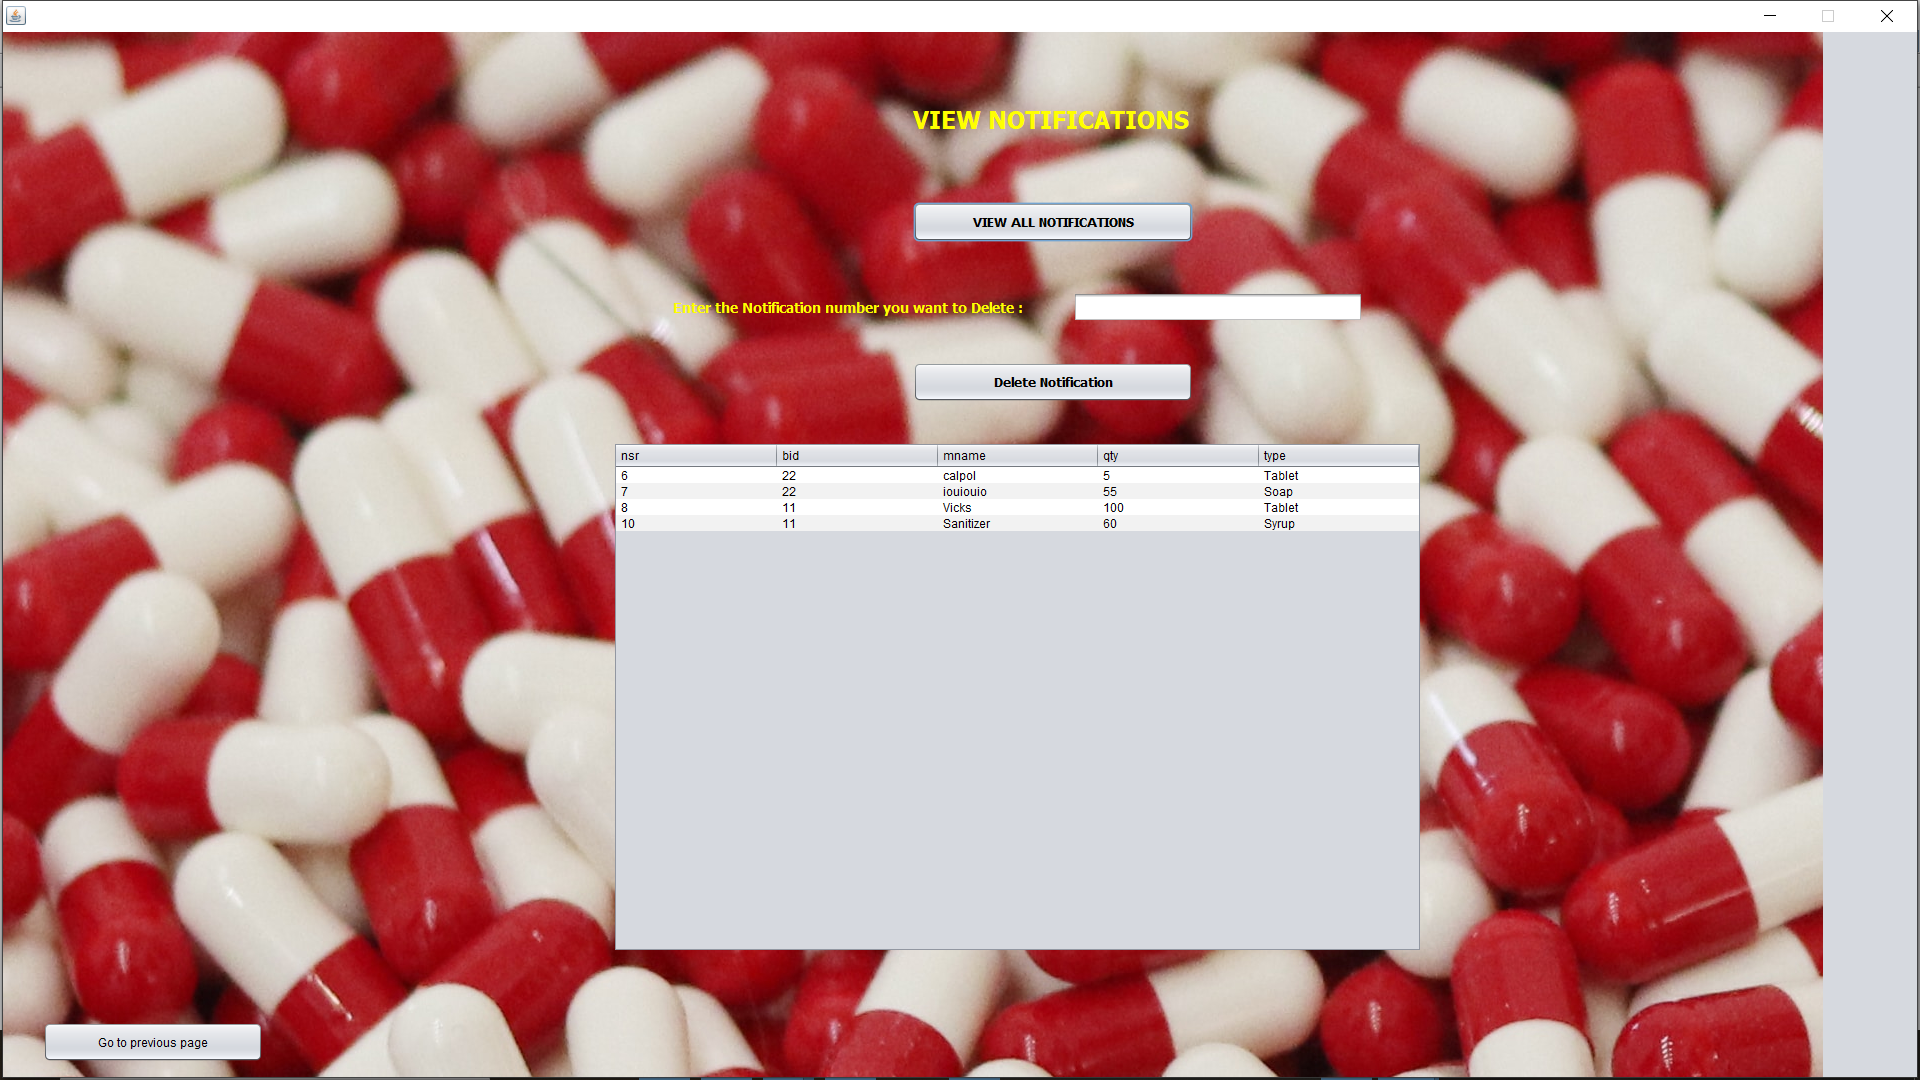 VIEW NOTIFICATIONS
VIEW ALL NOTIFICATIONS
Enter the Notification number you want to Delete :
Delete Notification
nsr bid mname qty type
6 22 calpol 5 Tablet
7 22 iouiouio 55 Soap
8 11 Vicks 100 Tablet
10 11 Sanitizer 60 Syrup
Go to previous page